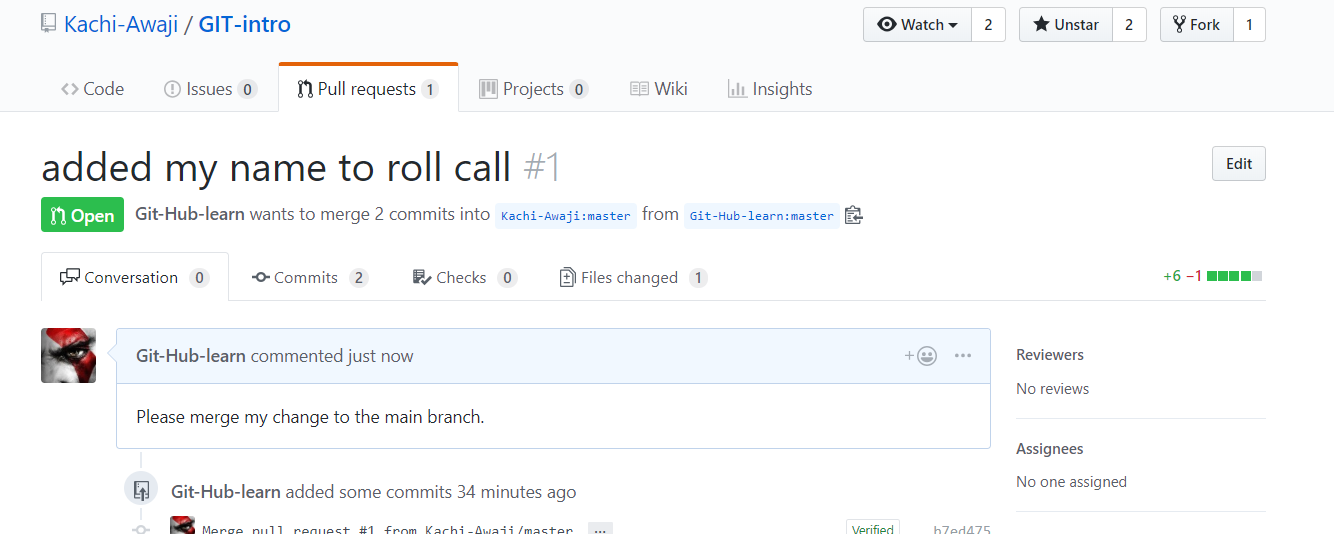 Kachi-Awaji / GIT-intro
Watch 2 Unstar 2 Fork 1
Code Issues 0 Pull requests 1 Projects 0 Wiki Insights
added my name to roll call #1
Edit
Open Git-Hub-learn wants to merge 2 commits into Kachi-Awaji:master from Git-Hub-learn:master
Conversation 0 Commits 2 Checks 0 Files changed 1 +6 −1
Git-Hub-learn commented just now
Please merge my change to the main branch.
Reviewers
No reviews
Assignees
No one assigned
Git-Hub-learn added some commits 34 minutes ago
Merge pull request #1 from Kachi-Awaji/master ... Verified b7ed475